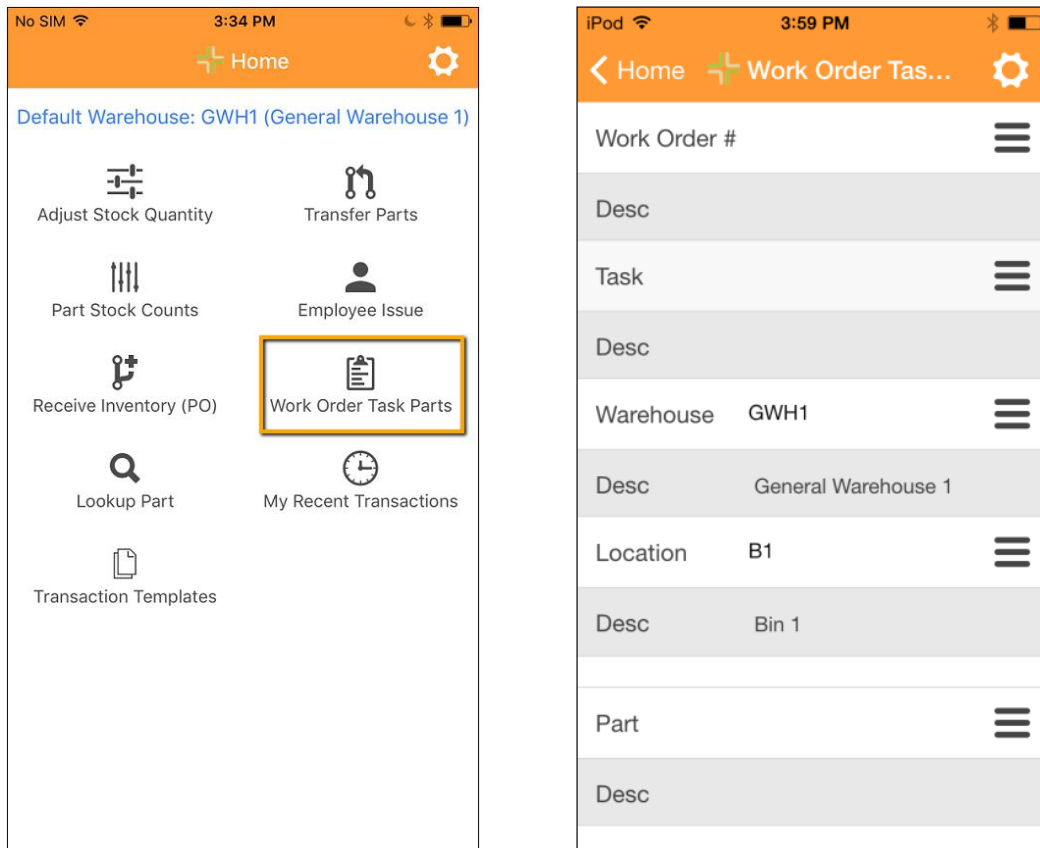 No SIM 3:34 PM
Home
Default Warehouse: GWH1 (General Warehouse 1)
Adjust Stock Quantity Transfer Parts
Part Stock Counts Employee Issue
Receive Inventory (PO) Work Order Task Parts
Lookup Part My Recent Transactions
Transaction Templates
iPod 3:59 PM
Home Work Order Tas...
Work Order #
Desc
Task
Desc
Warehouse GWH1
Desc General Warehouse 1
Location B1
Desc Bin 1
Part
Desc